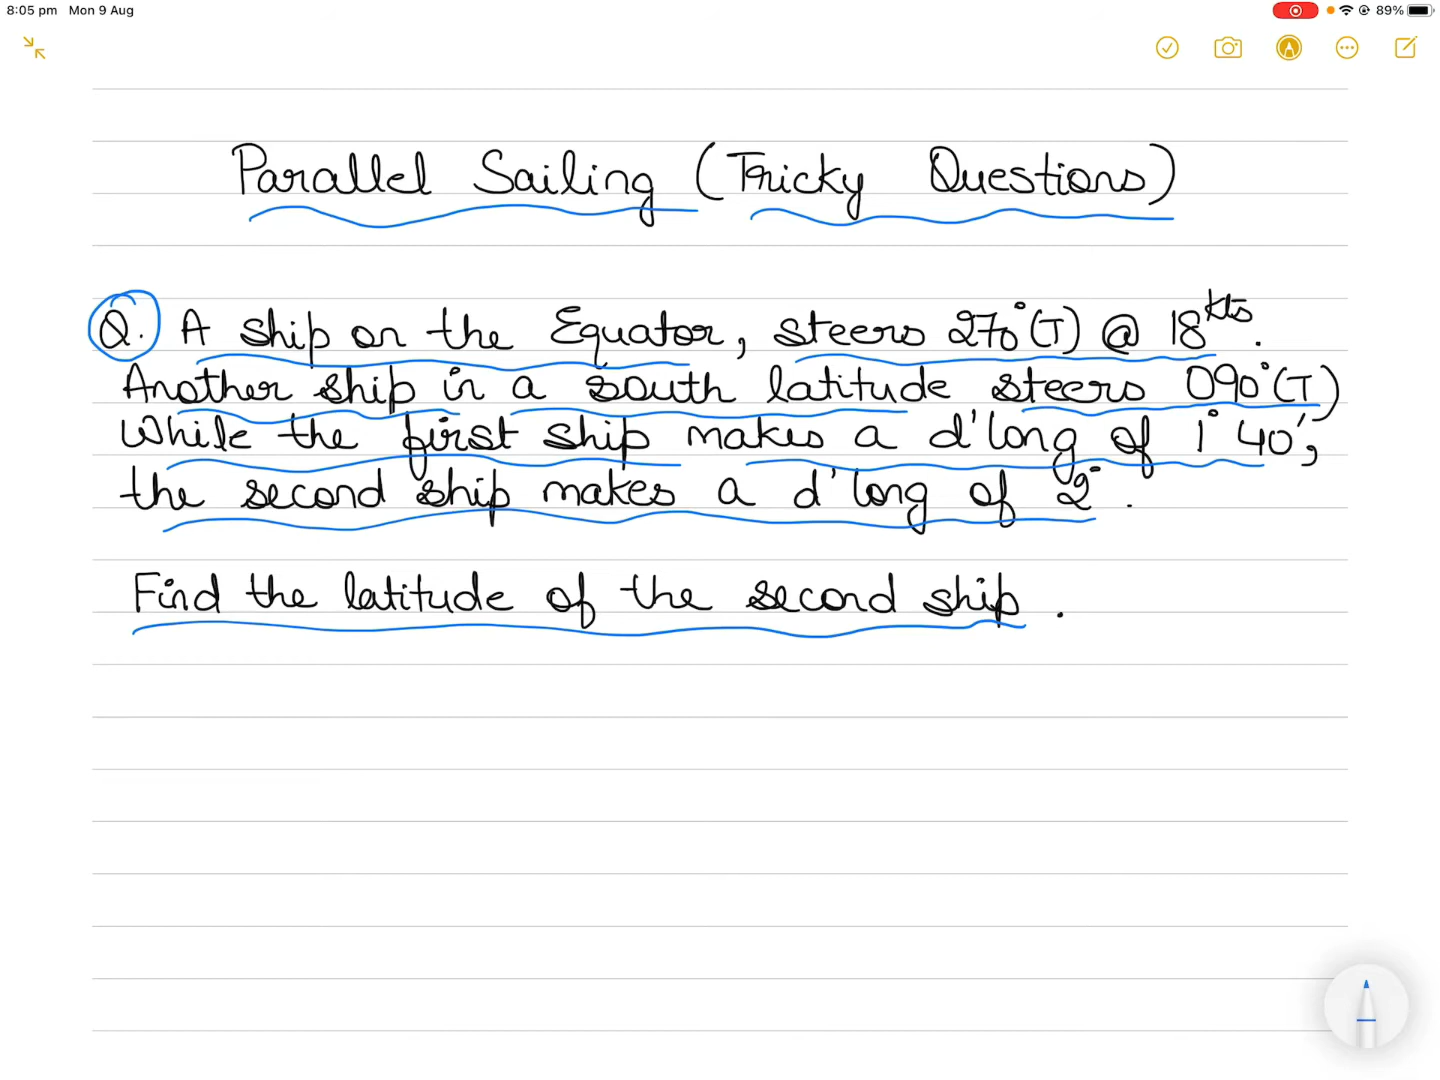 8:05 pm Mon 9 Aug 89%
Parallel Sailing (Tricky Questions)
Q. A ship on the Equator, steers 270°(T) @ 18kts.
Another ship in a south latitude steers 090°(T)
While the first ship makes a d'long of 1° 40',
the second ship makes a d'long of 2°.
Find the latitude of the second ship.